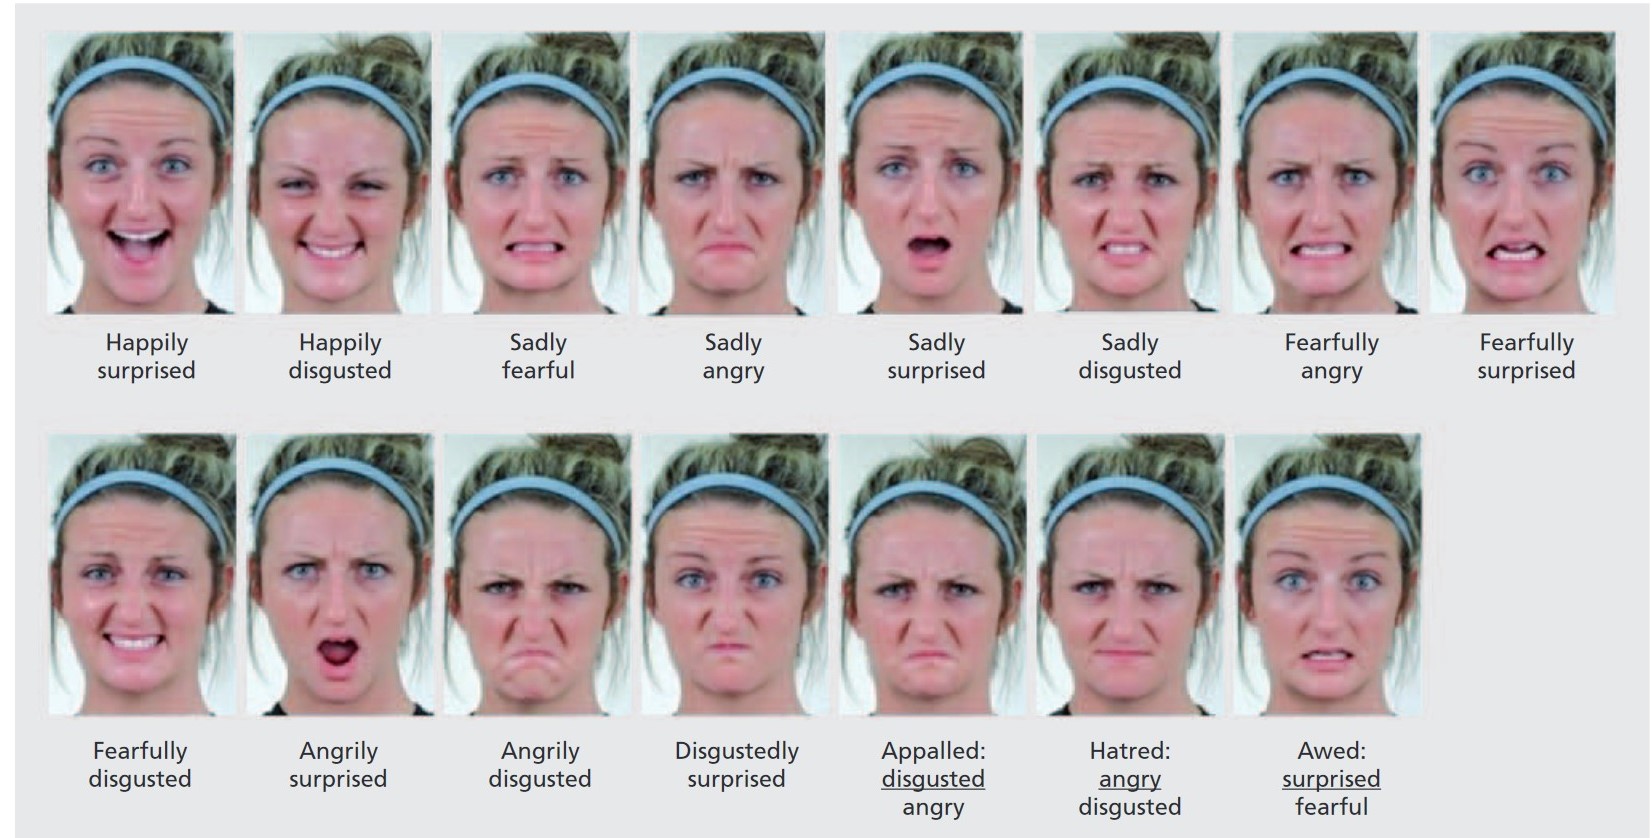 Happily
surprised
Happily
disgusted
Sadly
fearful
Sadly
angry
Sadly
surprised
Sadly
disgusted
Fearfully
angry
Fearfully
surprised
Fearfully
disgusted
Angrily
surprised
Angrily
disgusted
Disgustedly
surprised
Appalled:
disgusted
angry
Hatred:
angry
disgusted
Awed:
surprised
fearful